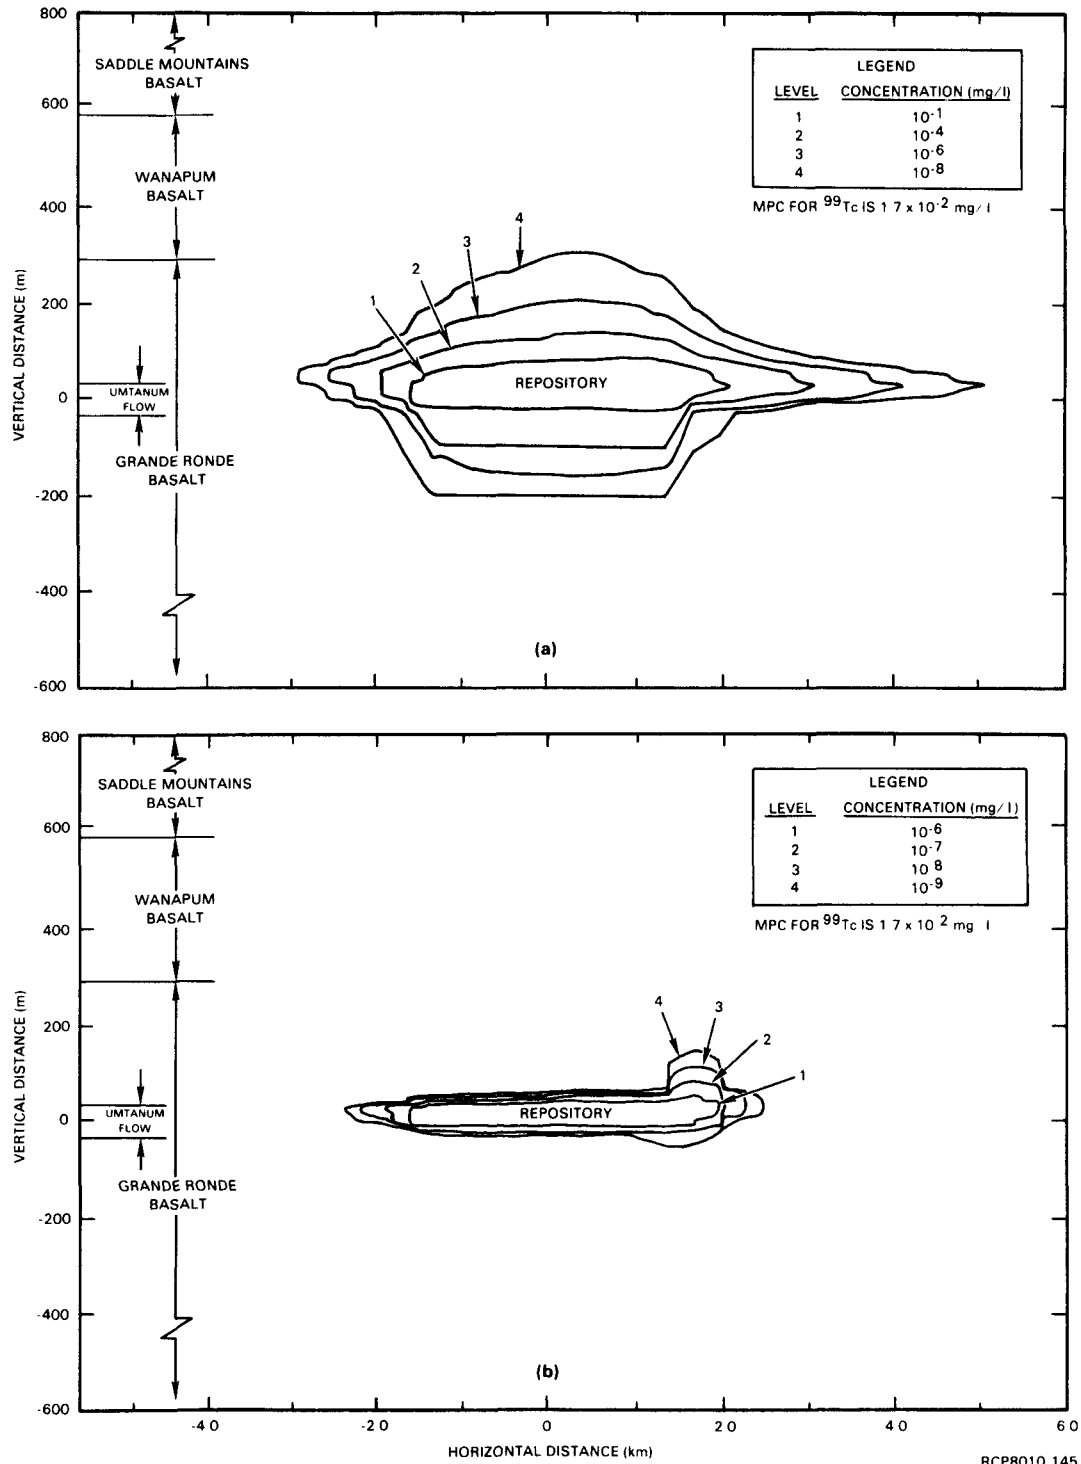 800
SADDLE MOUNTAINS
BASALT
600
WANAPUM
BASALT
400
200
UMTANUM
FLOW
0
GRANDE RONDE
BASALT
-200
-400
-600
VERTICAL DISTANCE (m)
LEGEND
LEVEL CONCENTRATION (mg/l)
1 10-1
2 10-4
3 10-6
4 10-8
MPC FOR 99Tc IS 1 7 x 10-2 mg/l
4
3
2
1
REPOSITORY
(a)
800
SADDLE MOUNTAINS
BASALT
600
WANAPUM
BASALT
400
200
UMTANUM
FLOW
0
GRANDE RONDE
BASALT
-200
-400
-600
VERTICAL DISTANCE (m)
LEGEND
LEVEL CONCENTRATION (mg/l)
1 10-6
2 10-7
3 10 8
4 10-9
MPC FOR 99Tc IS 1 7 x 10 2 mg l
4
3
2
1
REPOSITORY
(b)
-4 0 -2 0 0 2 0 4 0 6 0
HORIZONTAL DISTANCE (km)
RCP8010 145